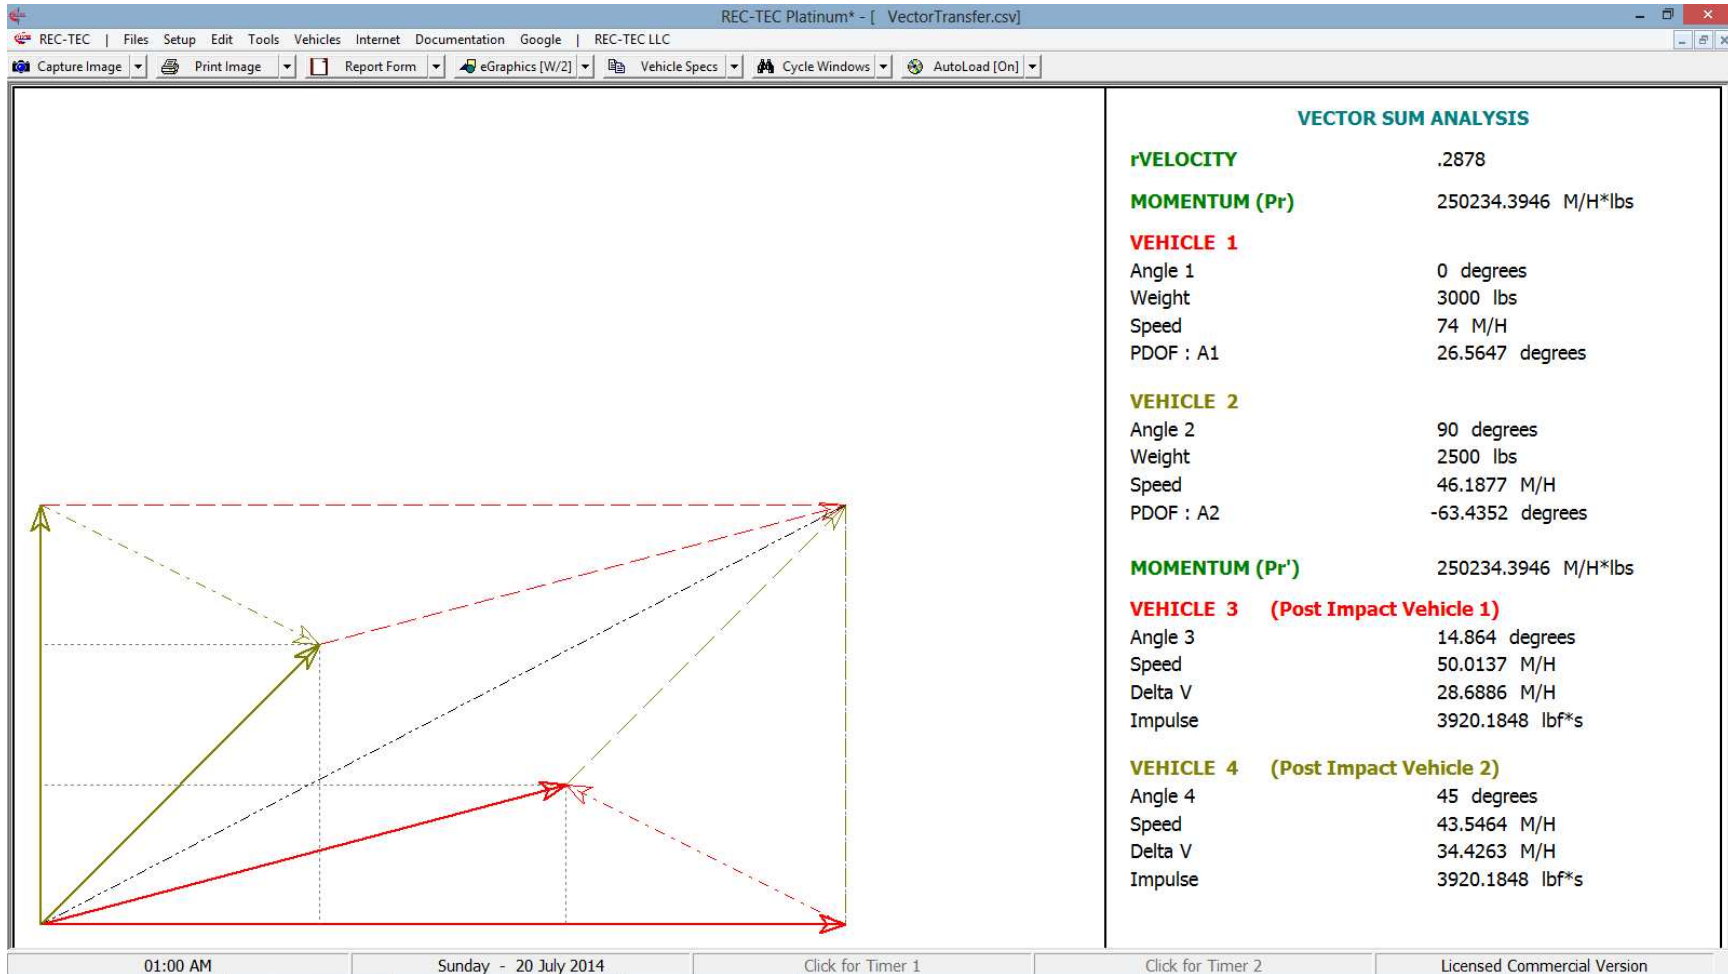 REC-TEC Platinum* - [ VectorTransfer.csv]
REC-TEC | Files Setup Edit Tools Vehicles Internet Documentation Google | REC-TEC LLC
Capture Image Print Image Report Form eGraphics [W/2] Vehicle Specs Cycle Windows AutoLoad [On]
VECTOR SUM ANALYSIS
rVELOCITY .2878
MOMENTUM (Pr) 250234.3946 M/H*lbs
VEHICLE 1
Angle 1 0 degrees
Weight 3000 lbs
Speed 74 M/H
PDOF : A1 26.5647 degrees
VEHICLE 2
Angle 2 90 degrees
Weight 2500 lbs
Speed 46.1877 M/H
PDOF : A2 -63.4352 degrees
MOMENTUM (Pr') 250234.3946 M/H*lbs
VEHICLE 3 (Post Impact Vehicle 1)
Angle 3 14.864 degrees
Speed 50.0137 M/H
Delta V 28.6886 M/H
Impulse 3920.1848 lbf*s
VEHICLE 4 (Post Impact Vehicle 2)
Angle 4 45 degrees
Speed 43.5464 M/H
Delta V 34.4263 M/H
Impulse 3920.1848 lbf*s
01:00 AM Sunday - 20 July 2014 Click for Timer 1 Click for Timer 2 Licensed Commercial Version